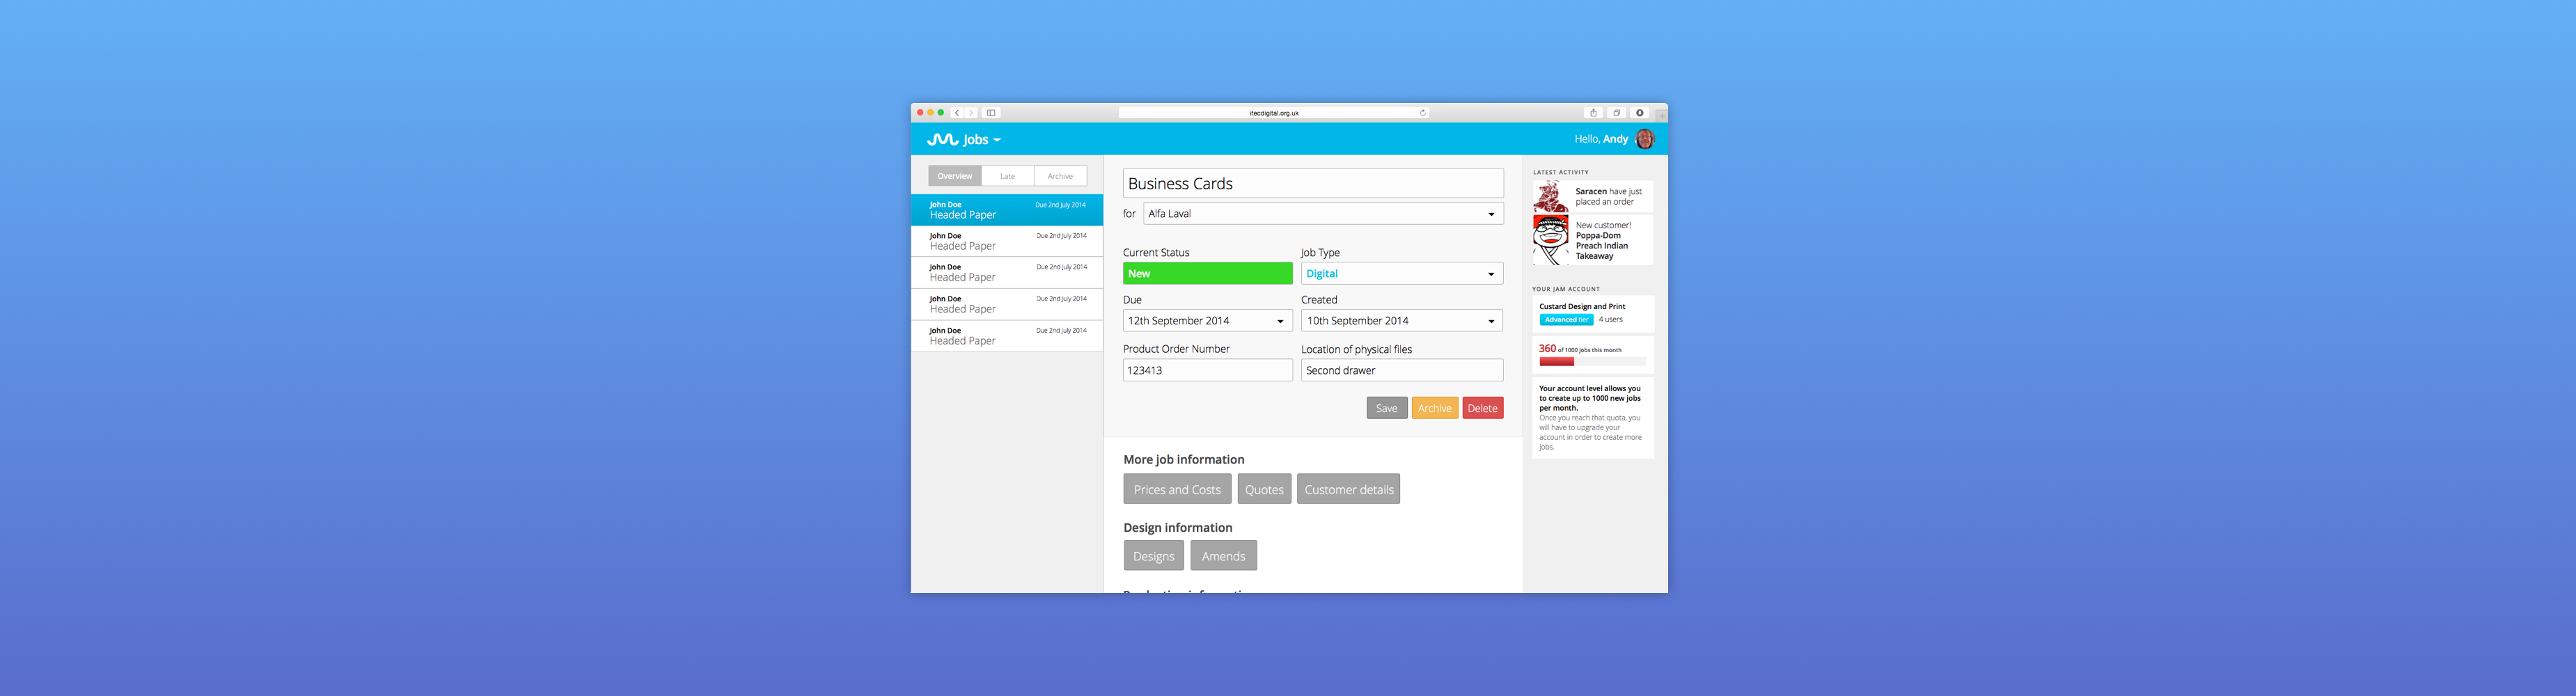 itecdigital.org.uk
Jobs
Hello, Andy
Overview
Late
Archive
John Doe
Due 2nd July 2014
Headed Paper
John Doe
Due 2nd July 2014
Headed Paper
John Doe
Due 2nd July 2014
Headed Paper
John Doe
Due 2nd July 2014
Headed Paper
John Doe
Due 2nd July 2014
Headed Paper
Business Cards
for
Alfa Laval
Current Status
Job Type
New
Digital
Due
Created
12th September 2014
10th September 2014
Product Order Number
Location of physical files
123413
Second drawer
Save
Archive
Delete
More job information
Prices and Costs
Quotes
Customer details
Design information
Designs
Amends
LATEST ACTIVITY
Saracen have just
placed an order
New customer!
Poppa-Dom
Preach Indian
Takeaway
YOUR JAM ACCOUNT
Custard Design and Print
Advanced tier
4 users
360 of 1000 jobs this month
Your account level allows you
to create up to 1000 new jobs
per month.
Once you reach that quota, you
will have to upgrade your
account in order to create more
jobs.